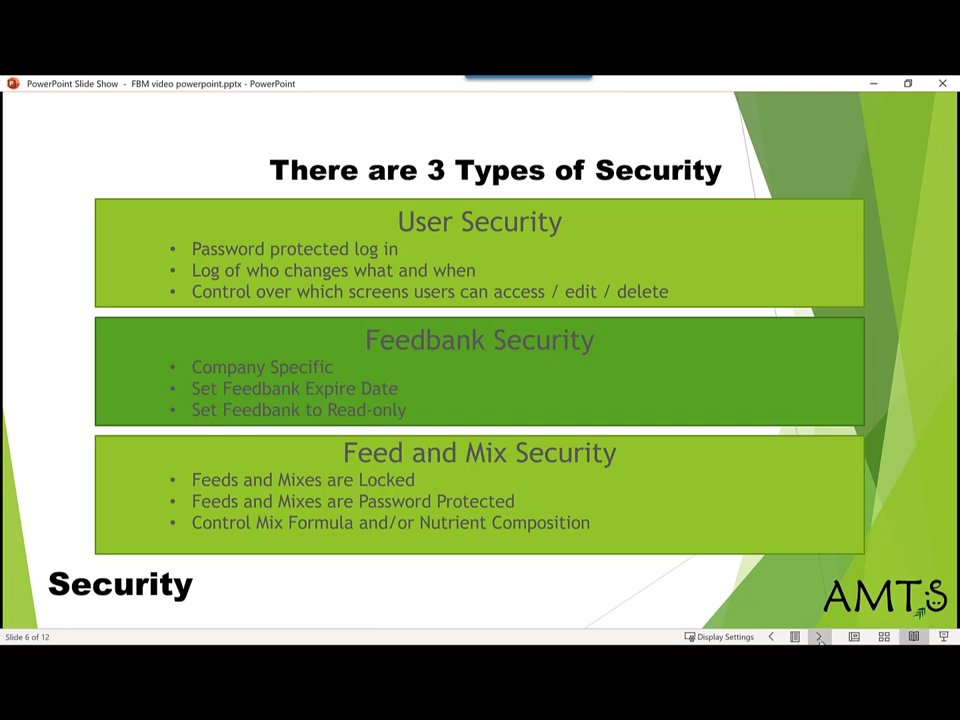 PowerPoint Slide Show - FBM video powerpoint.pptx - PowerPoint
There are 3 Types of Security
User Security
• Password protected log in
• Log of who changes what and when
• Control over which screens users can access / edit / delete
Feedbank Security
• Company Specific
• Set Feedbank Expire Date
• Set Feedbank to Read-only
Feed and Mix Security
• Feeds and Mixes are Locked
• Feeds and Mixes are Password Protected
• Control Mix Formula and/or Nutrient Composition
Security
AMTS
Slide 6 of 12
Display Settings